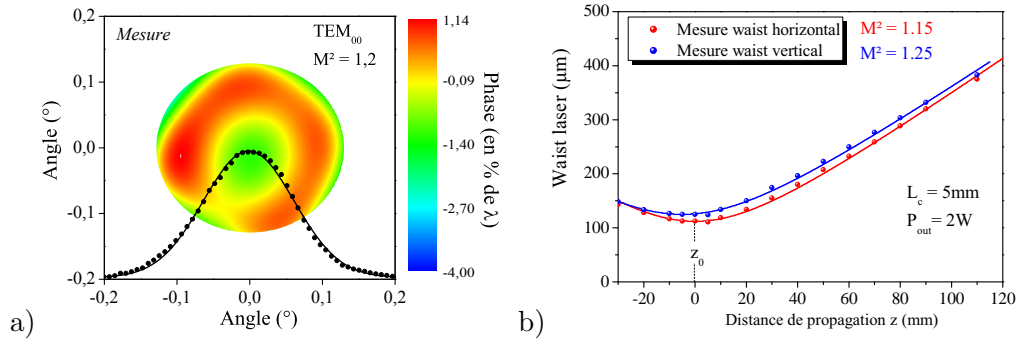 Mesure
TEM₀₀
M² = 1,2
0,2
0,1
0,0
-0,1
-0,2
Angle (°)
-0,2
-0,1
0,0
0,1
0,2
Angle (°)
1,14
2,4
-0,09
-1,40
-2,70
-4,00
Phase (en % de λ)
a)
500
400
300
200
100
0
Waist laser (µm)
Mesure waist horizontal
Mesure waist vertical
M² = 1.15
M² = 1.25
L_c = 5mm
P_out = 2W
z₀
-20
0
20
40
60
80
100
120
Distance de propagation z (mm)
b)